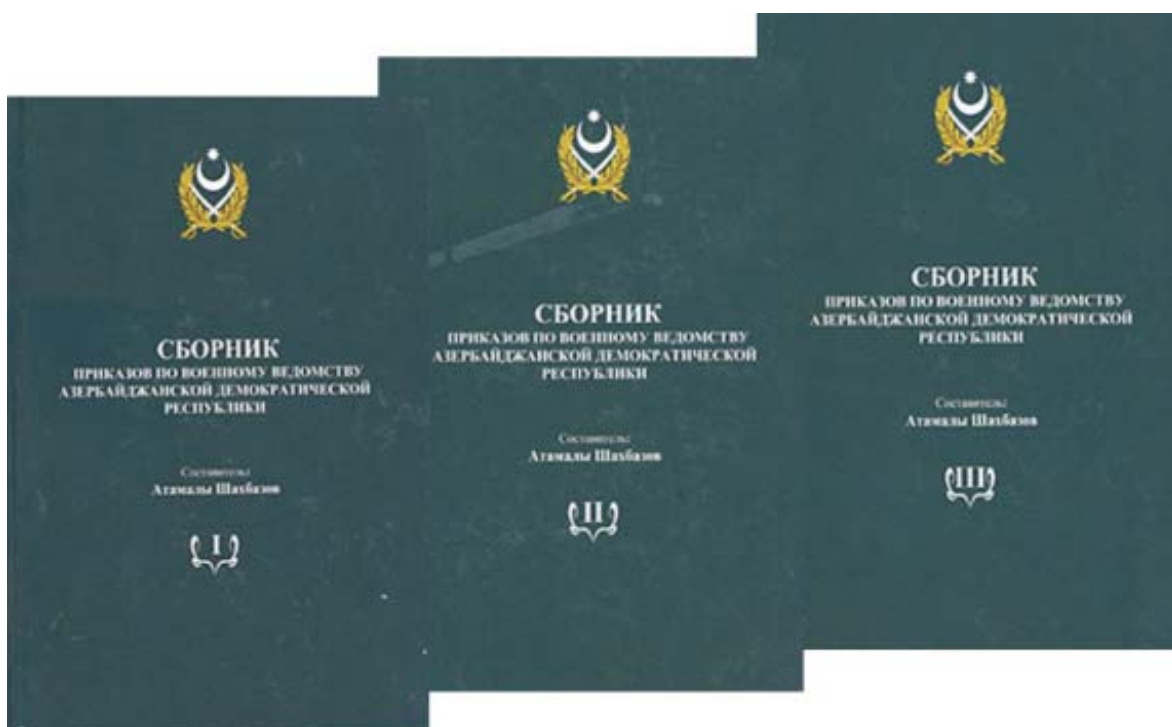 СБОРНИК
ПРИКАЗОВ ПО ВОЕННОМУ ВЕДОМСТВУ
АЗЕРБАЙДЖАНСКОЙ ДЕМОКРАТИЧЕСКОЙ
РЕСПУБЛИКИ
Составитель:
Атамалы Шахбазов
I
СБОРНИК
ПРИКАЗОВ ПО ВОЕННОМУ ВЕДОМСТВУ
АЗЕРБАЙДЖАНСКОЙ ДЕМОКРАТИЧЕСКОЙ
РЕСПУБЛИКИ
Составитель:
Атамалы Шахбазов
II
СБОРНИК
ПРИКАЗОВ ПО ВОЕННОМУ ВЕДОМСТВУ
АЗЕРБАЙДЖАНСКОЙ ДЕМОКРАТИЧЕСКОЙ
РЕСПУБЛИКИ
Составитель:
Атамалы Шахбазов
III